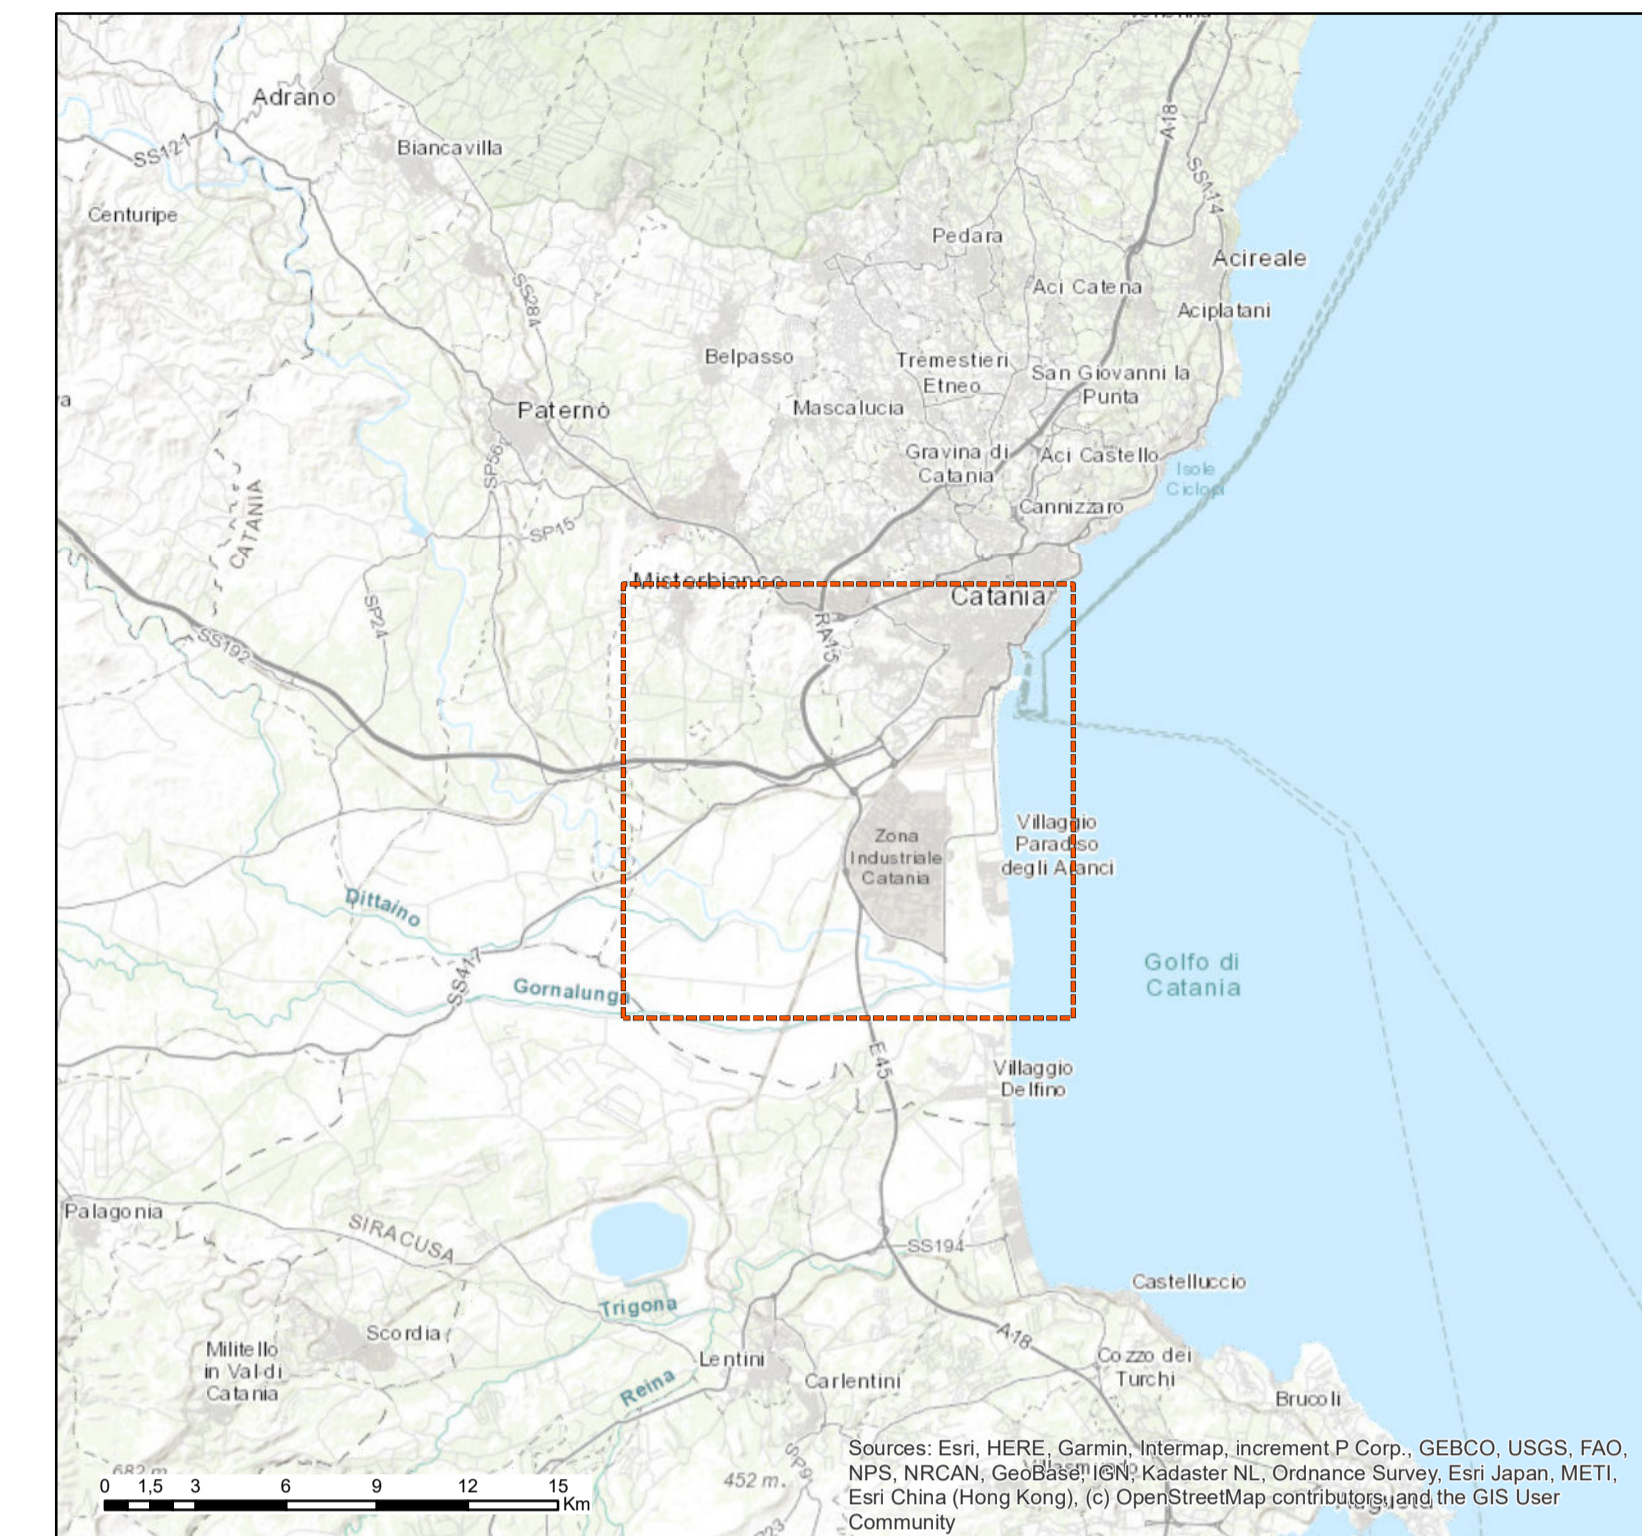 Adrano
Biancavilla
SS121
Centuripe
A18
SS114
Pedara
Acireale
Aci Catena
Aciplatani
SS284
Belpasso
Tremestieri
Etneo
San Giovanni la
Punta
Paternò
Mascalucia
Gravina di
Catania
Aci Castello
Isole
Ciclopi
SP56
Cannizzaro
CATANIA
SP15
Misterbianco
Catania
SP24
RA15
SS192
Villaggio
Paradiso
degli Aranci
Zona
Industriale
Catania
Dittaino
SS417
Golfo di
Catania
Gornalunga
E45
Villaggio
Delfino
Palagonia
SIRACUSA
SS194
Castelluccio
Trigona
Scordia
A18
Militello
in Val di
Catania
Lentini
Cozzo dei
Turchi
Carlentini
Reina
Brucoli
682 m
452 m.
0 1.5 3 6 9 12 15
Km
Sources: Esri, HERE, Garmin, Intermap, increment P Corp., GEBCO, USGS, FAO,
NPS, NRCAN, GeoBase, IGN, Kadaster NL, Ordnance Survey, Esri Japan, METI,
Esri China (Hong Kong), (c) OpenStreetMap contributors, and the GIS User
Community